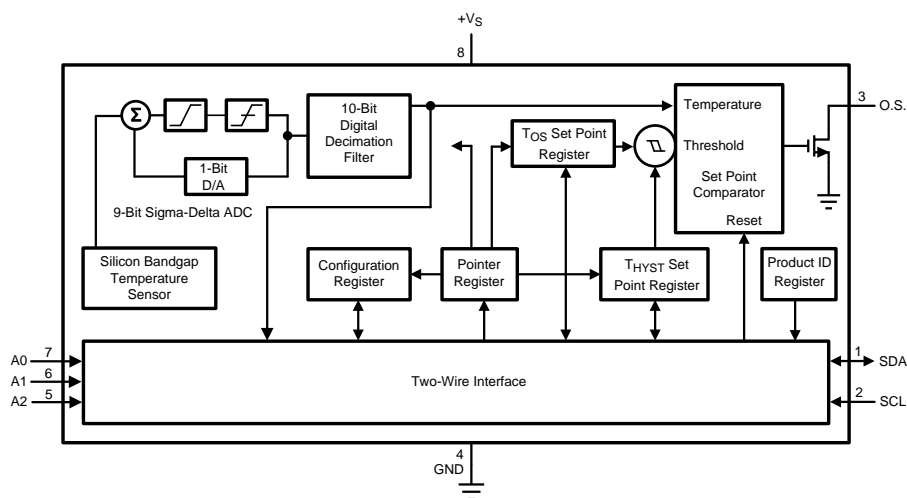 +VS
8
10-Bit
Digital
Decimation
Filter
Σ
1-Bit
D/A
9-Bit Sigma-Delta ADC
Silicon Bandgap
Temperature
Sensor
TOS Set Point
Register
Temperature
Threshold
Set Point
Comparator
Reset
3
O.S.
Configuration
Register
Pointer
Register
THYST Set
Point Register
Product ID
Register
A0
7
A1
6
A2
5
Two-Wire Interface
1
SDA
2
SCL
4
GND